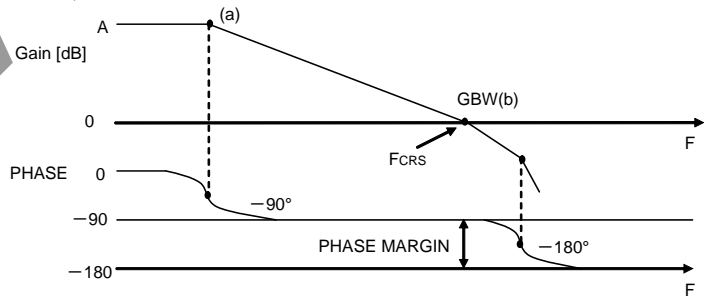 A
(a)
Gain [dB]
GBW(b)
0
FCRS
F
PHASE
0
−90°
−90
PHASE MARGIN
−180°
−180
F